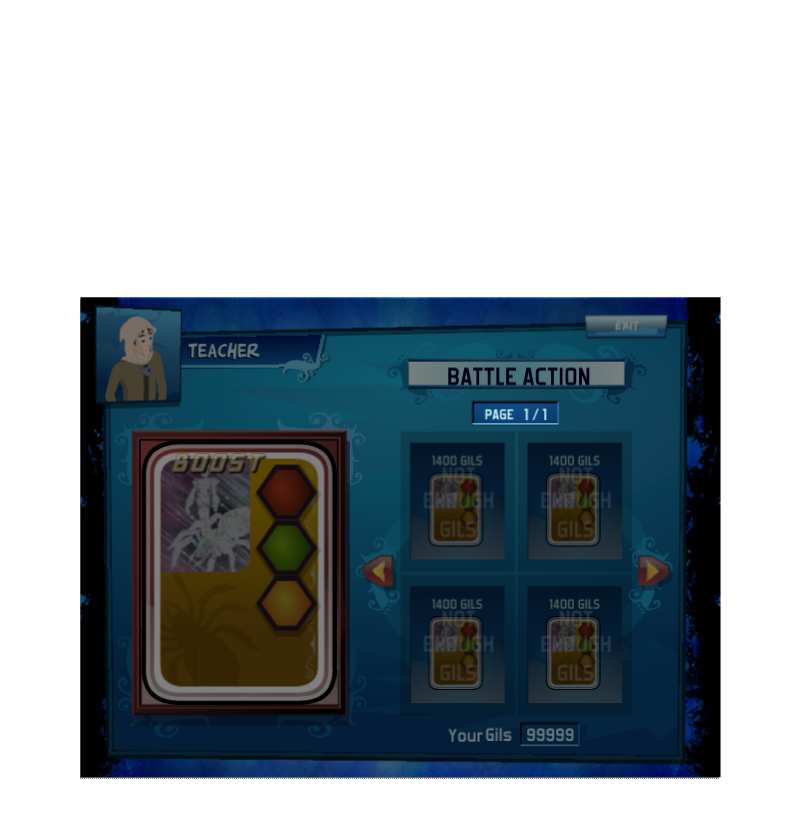 EXIT
TEACHER
BATTLE ACTION
PAGE 1/1
BOOST
1400 GILS
NOT
ENOUGH
GILS
1400 GILS
NOT
ENOUGH
GILS
1400 GILS
NOT
ENOUGH
GILS
1400 GILS
NOT
ENOUGH
GILS
Your Gils 99999